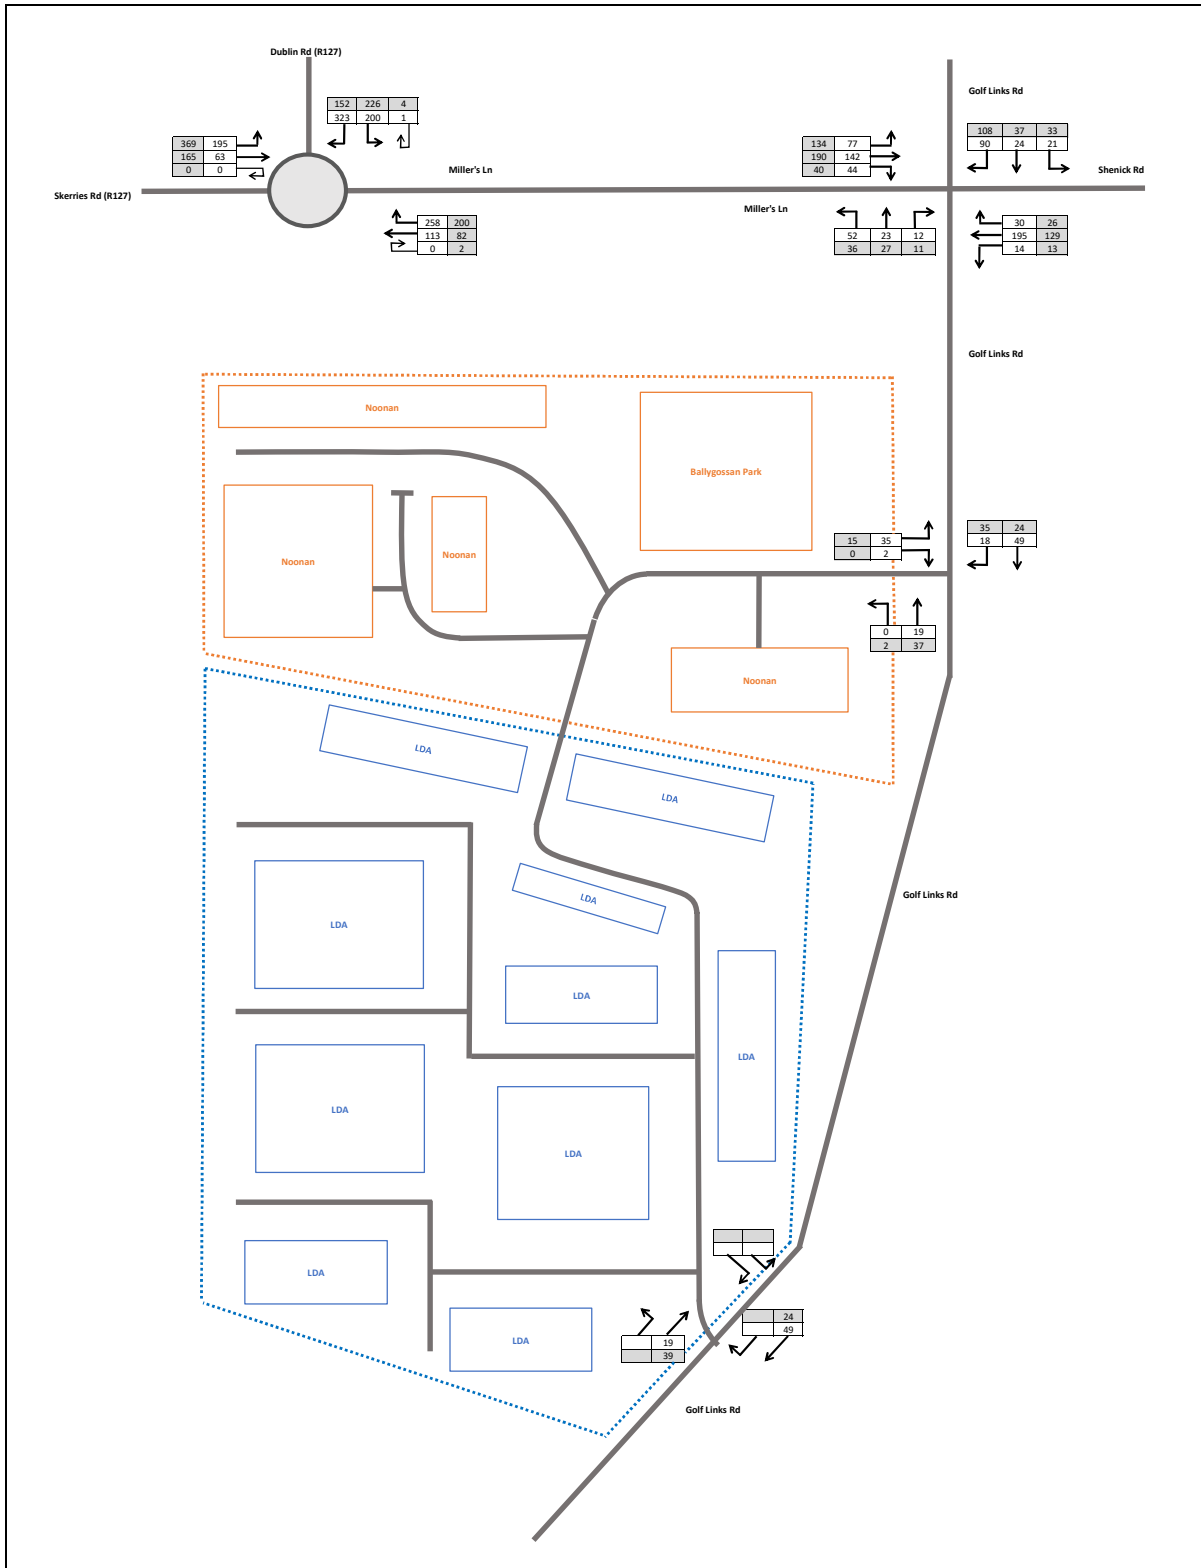 Dublin Rd (R127)
Golf Links Rd
152 226 4
323 200 1
108 37 33
90 24 21
369 195
165 63
0 0
134 77
190 142
40 44
Miller's Ln
Shenick Rd
Skerries Rd (R127)
Miller's Ln
258 200
113 82
0 2
52 23 12
36 27 11
30 26
195 129
14 13
Golf Links Rd
Noonan
Ballygossan Park
35 24
18 49
15 35
0 2
Noonan
Noonan
0 19
2 37
Noonan
LDA
LDA
LDA
Golf Links Rd
LDA
LDA
LDA
LDA
LDA
LDA
24
49
19
39
LDA
Golf Links Rd